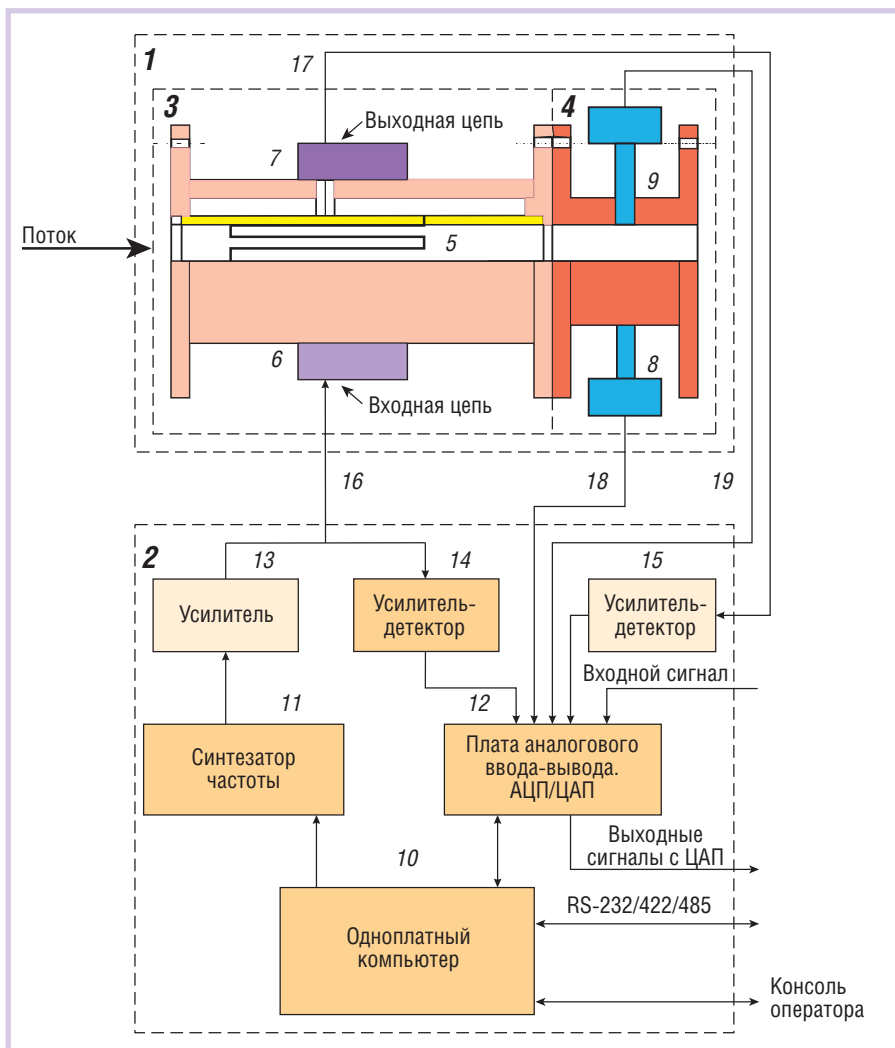 1
17
3
4
Выходная цепь
7
9
Поток
5
6
8
Входная цепь
16
18
19
2
13
14
15
Усилитель
Усилитель-
детектор
Усилитель-
детектор
Входной сигнал
11
12
Синтезатор
частоты
Плата аналогового
ввода-вывода.
АЦП/ЦАП
Выходные
сигналы с ЦАП
10
RS-232/422/485
Одноплатный
компьютер
Консоль
оператора